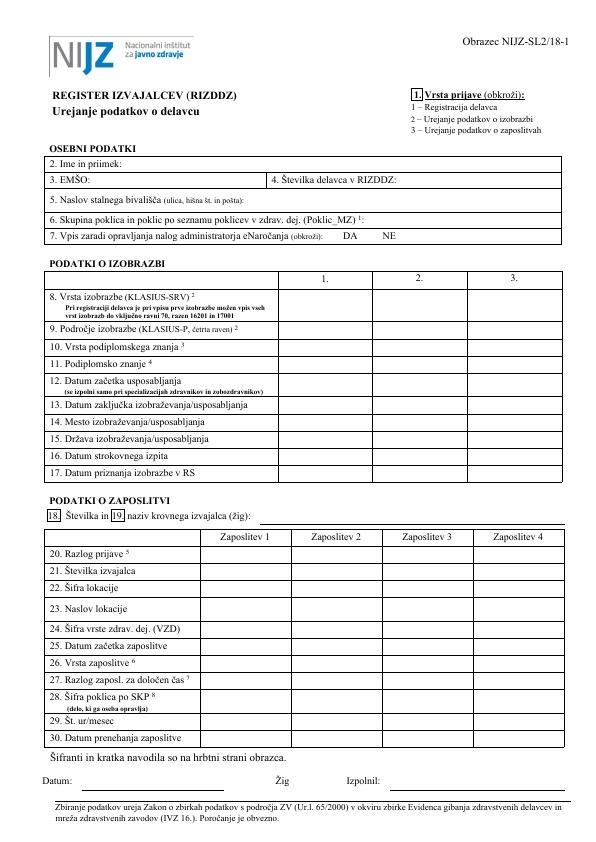 Obrazec NIJZ-SL2/18-1
NIJZ Nacionalni inštitut
za javno zdravje
REGISTER IZVAJALCEV (RIZDDZ)
Urejanje podatkov o delavcu
1. Vrsta prijave (obkroži):
1 – Registracija delavca
2 – Urejanje podatkov o izobrazbi
3 – Urejanje podatkov o zaposlitvah
OSEBNI PODATKI
2. Ime in priimek:
3. EMŠO: 4. Številka delavca v RIZDDZ:
5. Naslov stalnega bivališča (ulica, hišna št. in pošta):
6. Skupina poklica in poklic po seznamu poklicev v zdrav. dej. (Poklic_MZ) ¹:
7. Vpis zaradi opravljanja nalog administratorja eNaročanja (obkroži): DA NE
PODATKI O IZOBRAZBI
1. 2. 3.
8. Vrsta izobrazbe (KLASIUS-SRV) ²
Pri registraciji delavca je pri vpisu prve izobrazbe možen vpis vseh
vrst izobrazb do vključno ravni 70, razen 16201 in 17001
9. Področje izobrazbe (KLASIUS-P, četrta raven) ²
10. Vrsta podiplomskega znanja ³
11. Podiplomsko znanje ⁴
12. Datum začetka usposabljanja
(se izpolni samo pri specializacijah zdravnikov in zobozdravnikov)
13. Datum zaključka izobraževanja/usposabljanja
14. Mesto izobraževanja/usposabljanja
15. Država izobraževanja/usposabljanja
16. Datum strokovnega izpita
17. Datum priznanja izobrazbe v RS
PODATKI O ZAPOSLITVI
18. Številka in 19. naziv krovnega izvajalca (žig):
Zaposlitev 1 Zaposlitev 2 Zaposlitev 3 Zaposlitev 4
20. Razlog prijave ⁵
21. Številka izvajalca
22. Šifra lokacije
23. Naslov lokacije
24. Šifra vrste zdrav. dej. (VZD)
25. Datum začetka zaposlitve
26. Vrsta zaposlitve ⁶
27. Razlog zaposl. za določen čas ⁷
28. Šifra poklica po SKP ⁸
(delo, ki ga oseba opravlja)
29. Št. ur/mesec
30. Datum prenehanja zaposlitve
Šifranti in kratka navodila so na hrbtni strani obrazca.
Datum: Žig Izpolnil:
Zbiranje podatkov ureja Zakon o zbirkah podatkov s področja ZV (Ur.l. 65/2000) v okviru zbirke Evidenca gibanja zdravstvenih delavcev in
mreža zdravstvenih zavodov (IVZ 16.). Poročanje je obvezno.